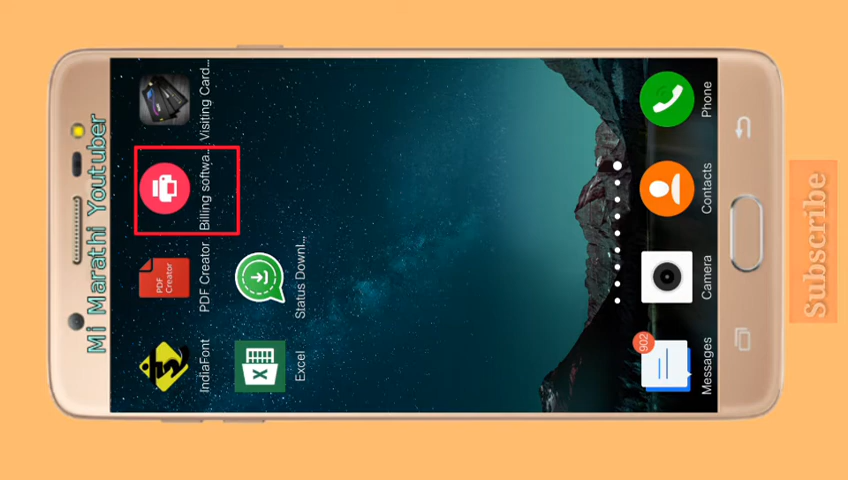 Mi Marathi Youtuber
IndiaFont
PDF Creator
PDF Creator
Billing softwa...
Visiting Card...
Excel
Status Downl...
902
Messages
Camera
Contacts
Phone
Subscribe